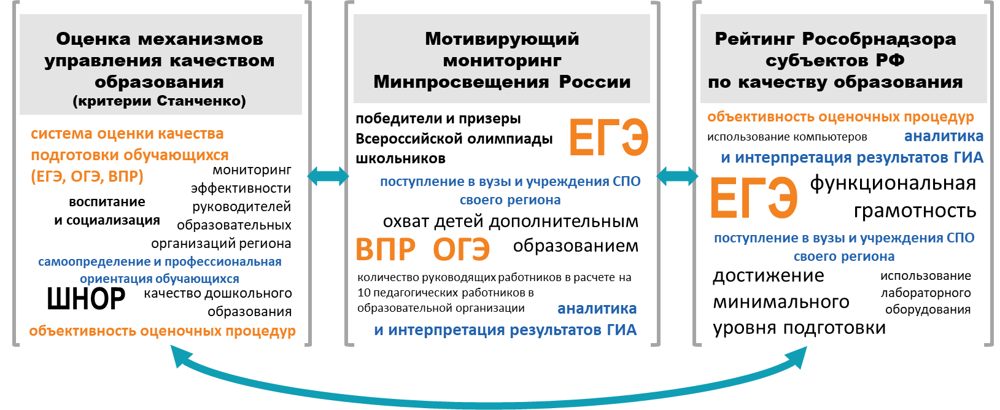 Оценка механизмов
управления качеством
образования
(критерии Станченко)
система оценки качества
подготовки обучающихся
(ЕГЭ, ОГЭ, ВПР)
мониторинг
эффективности
руководителей
образовательных
организаций региона
воспитание
и социализация
самоопределение и профессиональная
ориентация обучающихся
ШНОР
качество дошкольного
образования
объективность оценочных процедур
Мотивирующий
мониторинг
Минпросвещения России
победители и призеры
Всероссийской олимпиады
школьников
ЕГЭ
поступление в вузы и учреждения СПО
своего региона
охват детей дополнительным
образованием
ВПР ОГЭ
количество руководящих работников в расчете на
10 педагогических работников в
образовательной организации
аналитика
и интерпретация результатов ГИА
Рейтинг Рособрнадзора
субъектов РФ
по качеству образования
объективность оценочных процедур
использование компьютеров
аналитика
и интерпретация результатов ГИА
ЕГЭ
функциональная
грамотность
поступление в вузы и учреждения СПО
своего региона
достижение
минимального
уровня подготовки
использование
лабораторного
оборудования